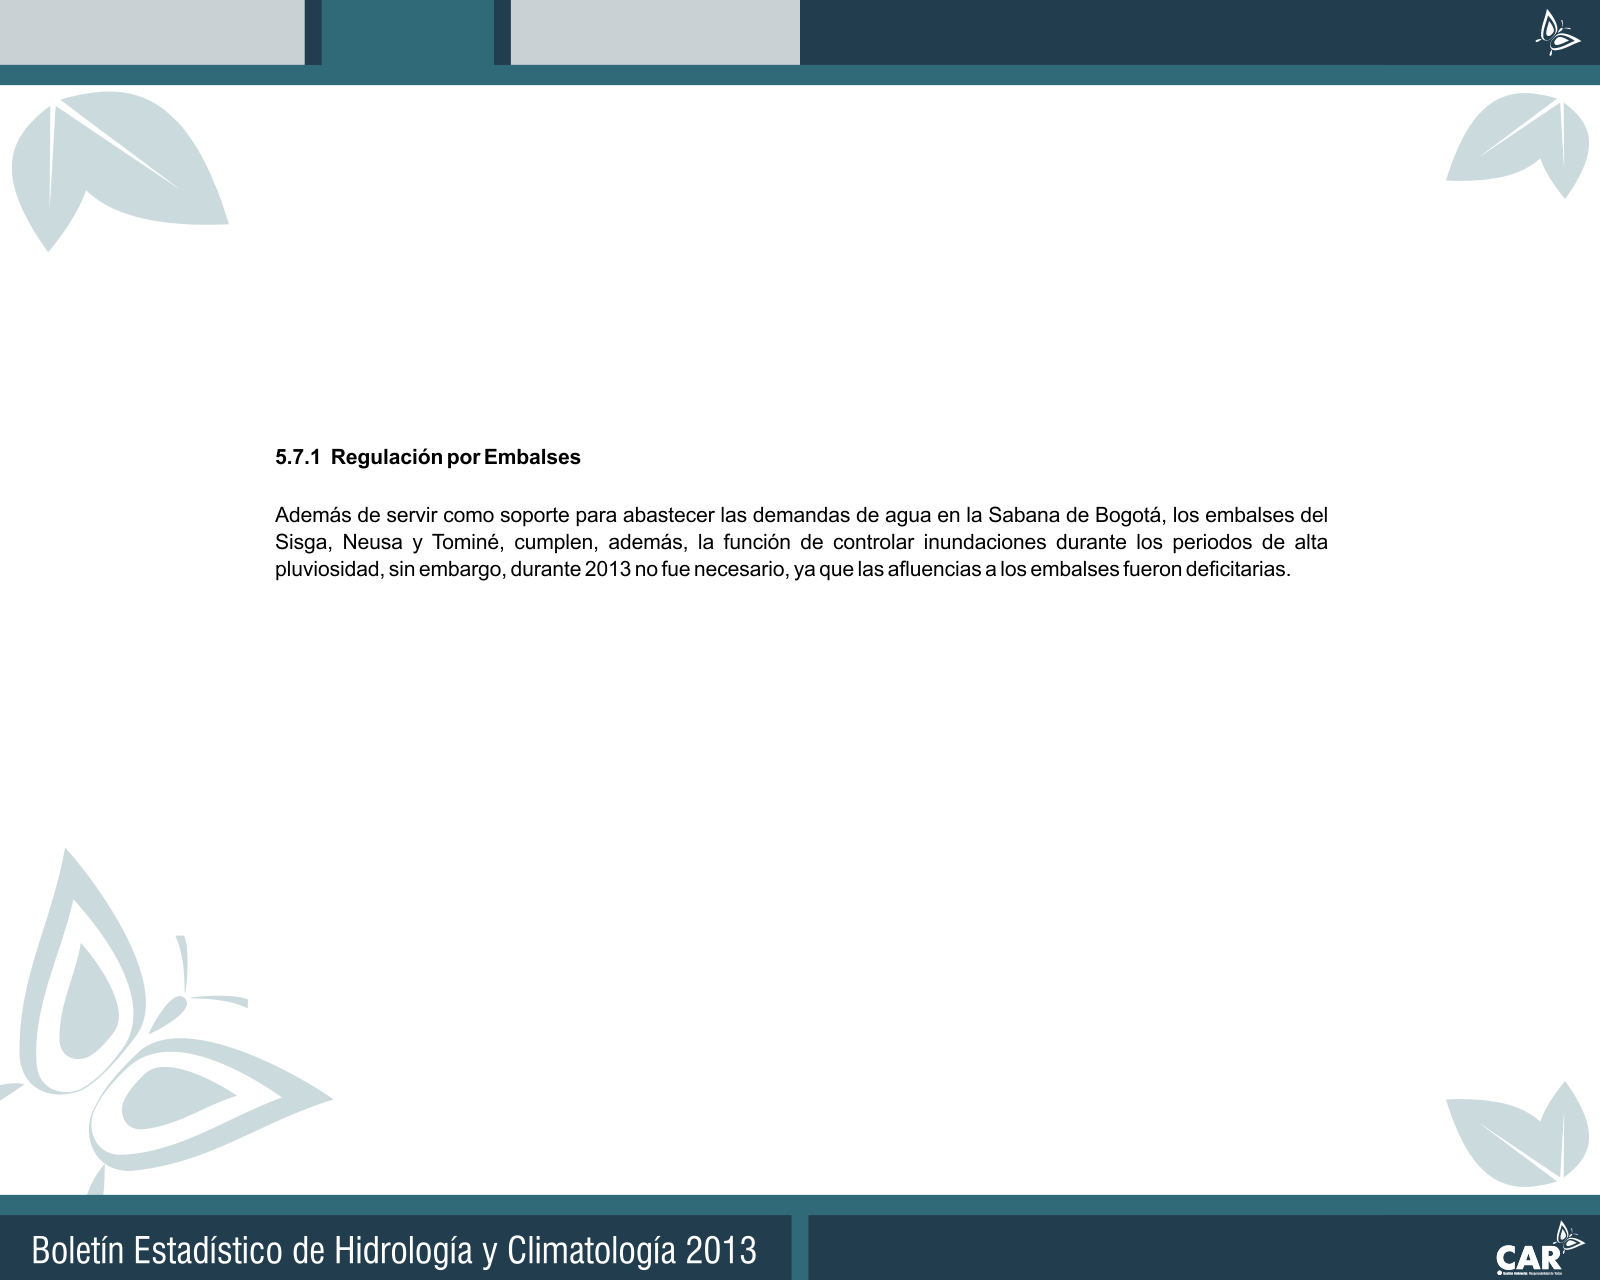 5.7.1 Regulación por Embalses
Además de servir como soporte para abastecer las demandas de agua en la Sabana de Bogotá, los embalses del
Sisga, Neusa y Tominé, cumplen, además, la función de controlar inundaciones durante los periodos de alta
pluviosidad, sin embargo, durante 2013 no fue necesario, ya que las afluencias a los embalses fueron deficitarias.
Boletín Estadístico de Hidrología y Climatología 2013
CAR